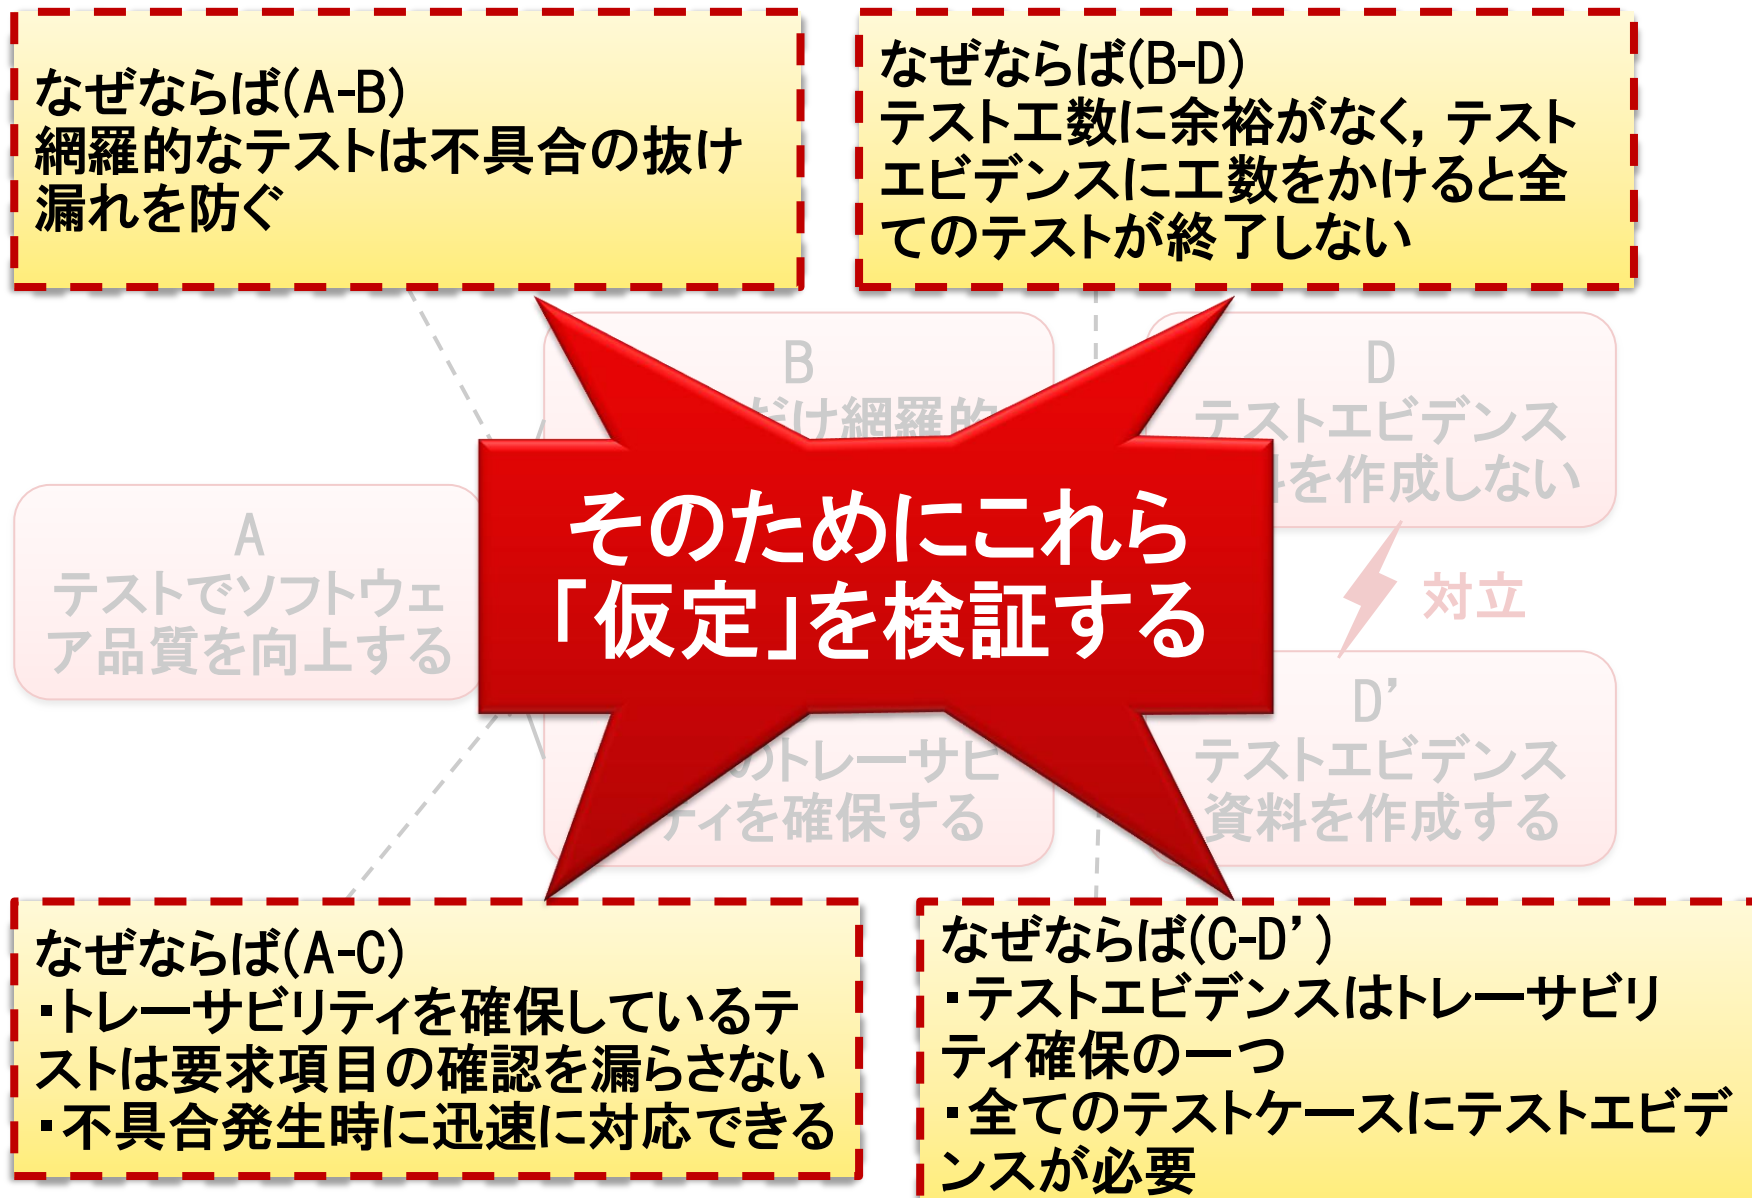 なぜならば(A-B)
網羅的なテストは不具合の抜け
漏れを防ぐ
なぜならば(B-D)
テスト工数に余裕がなく，テスト
エビデンスに工数をかけると全
てのテストが終了しない
B
だけ網羅的
D
テストエビデンス
を作成しない
A
テストでソフトウェ
ア品質を向上する
そのためにこれら
「仮定」を検証する
対立
のトレーサビ
ティを確保する
D’
テストエビデンス
資料を作成する
なぜならば(A-C)
・トレーサビリティを確保しているテ
ストは要求項目の確認を漏らさない
・不具合発生時に迅速に対応できる
なぜならば(C-D’)
・テストエビデンスはトレーサビリ
ティ確保の一つ
・全てのテストケースにテストエビデ
ンスが必要